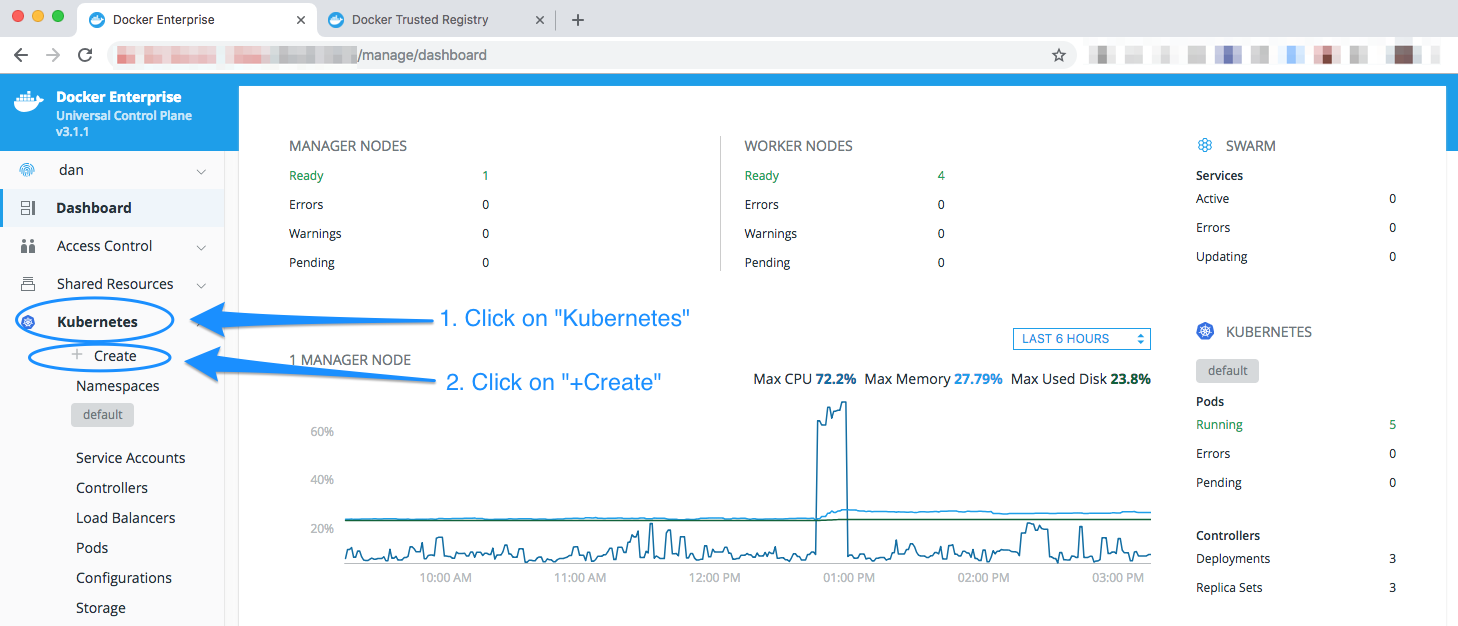 Docker Enterprise
Docker Trusted Registry
/manage/dashboard
Docker Enterprise
Universal Control Plane
v3.1.1
dan
Dashboard
Access Control
Shared Resources
Kubernetes
+ Create
Namespaces
default
Service Accounts
Controllers
Load Balancers
Pods
Configurations
Storage
1. Click on "Kubernetes"
2. Click on "+Create"
MANAGER NODES
Ready 1
Errors 0
Warnings 0
Pending 0
WORKER NODES
Ready 4
Errors 0
Warnings 0
Pending 0
LAST 6 HOURS
1 MANAGER NODE
Max CPU 72.2% Max Memory 27.79% Max Used Disk 23.8%
60%
40%
20%
10:00 AM 11:00 AM 12:00 PM 01:00 PM 02:00 PM 03:00 PM
SWARM
Services
Active 0
Errors 0
Updating 0
KUBERNETES
default
Pods
Running 5
Errors 0
Pending 0
Controllers
Deployments 3
Replica Sets 3